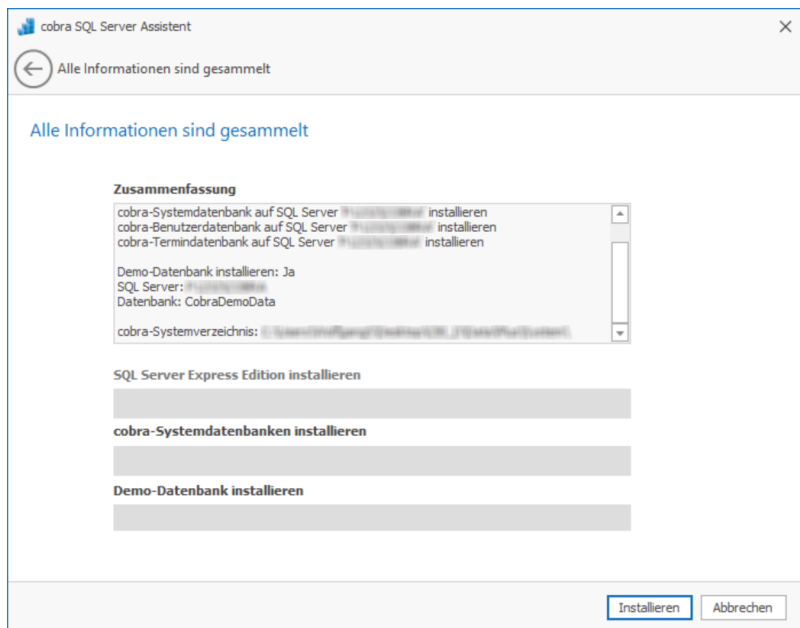 cobra SQL Server Assistent
Alle Informationen sind gesammelt
Alle Informationen sind gesammelt
Zusammenfassung
cobra-Systemdatenbank auf SQL Server installieren
cobra-Benutzerdatenbank auf SQL Server installieren
cobra-Termindatenbank auf SQL Server installieren
Demo-Datenbank installieren: Ja
SQL Server:
Datenbank: CobraDemoData
cobra-Systemverzeichnis:
SQL Server Express Edition installieren
cobra-Systemdatenbanken installieren
Demo-Datenbank installieren
Installieren Abbrechen